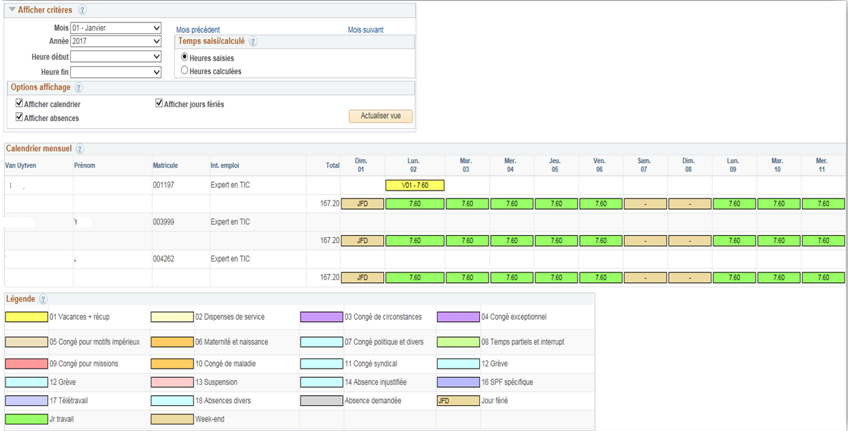 Afficher critères
Mois 01 - Janvier Mois précédent Mois suivant
Année 2017 Temps saisi/calculé
Heure début Heures saisies
Heure fin Heures calculées
Options affichage
Afficher calendrier Afficher jours fériés
Afficher absences Actualiser vue
Calendrier mensuel
Van Uytven Prénom Matricule Int. emploi Total Dim. 01 Lun. 02 Mar. 03 Mer. 04 Jeu. 05 Ven. 06 Sam. 07 Dim. 08 Lun. 09 Mar. 10 Mer. 11
001197 Expert en TIC V01 - 7.60
167.20 JFD 7.60 7.60 7.60 7.60 7.60 - - 7.60 7.60 7.60
Y 003999 Expert en TIC
167.20 JFD 7.60 7.60 7.60 7.60 7.60 - - 7.60 7.60 7.60
004262 Expert en TIC
167.20 JFD 7.60 7.60 7.60 7.60 7.60 - - 7.60 7.60 7.60
Légende
01 Vacances + récup 02 Dispenses de service 03 Congé de circonstances 04 Congé exceptionnel
05 Congé pour motifs impérieux 06 Maternité et naissance 07 Congé politique et divers 08 Temps partiels et interrupt
09 Congé pour missions 10 Congé de maladie 11 Congé syndical 12 Grève
12 Grève 13 Suspension 14 Absence injustifiée 16 SPF spécifique
17 Télétravail 18 Absences divers Absence demandée JFD Jour férié
Jr travail Week-end